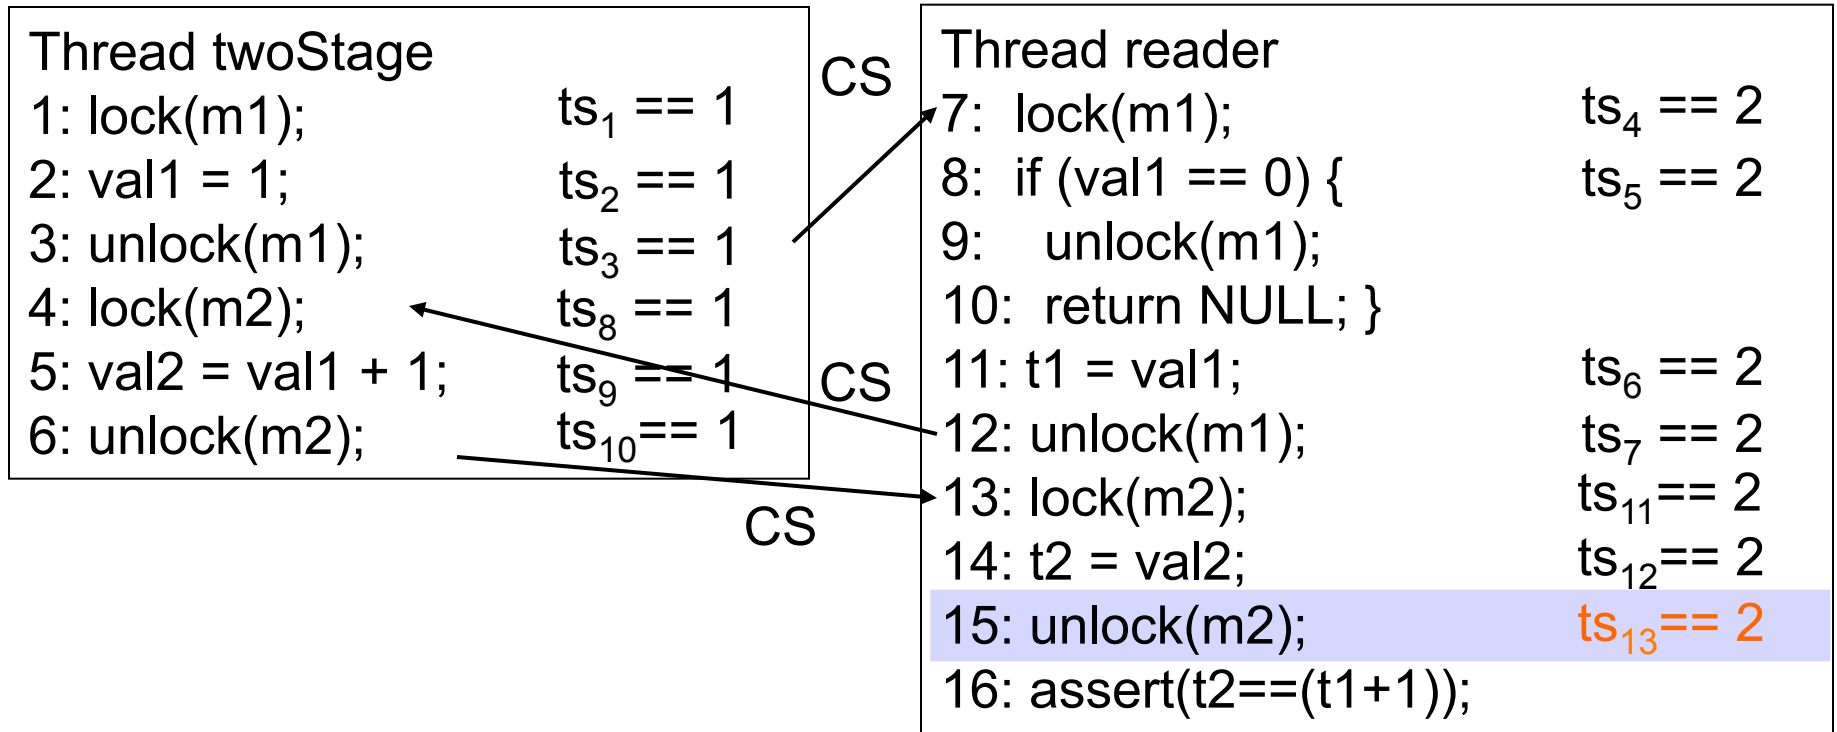 Thread twoStage
1: lock(m1); ts1 == 1
2: val1 = 1; ts2 == 1
3: unlock(m1); ts3 == 1
4: lock(m2); ts8 == 1
5: val2 = val1 + 1; ts9 == 1
6: unlock(m2); ts10== 1
CS
CS
CS
Thread reader
7: lock(m1); ts4 == 2
8: if (val1 == 0) { ts5 == 2
9: unlock(m1);
10: return NULL; }
11: t1 = val1; ts6 == 2
12: unlock(m1); ts7 == 2
13: lock(m2); ts11== 2
14: t2 = val2; ts12== 2
15: unlock(m2); ts13== 2
16: assert(t2==(t1+1));